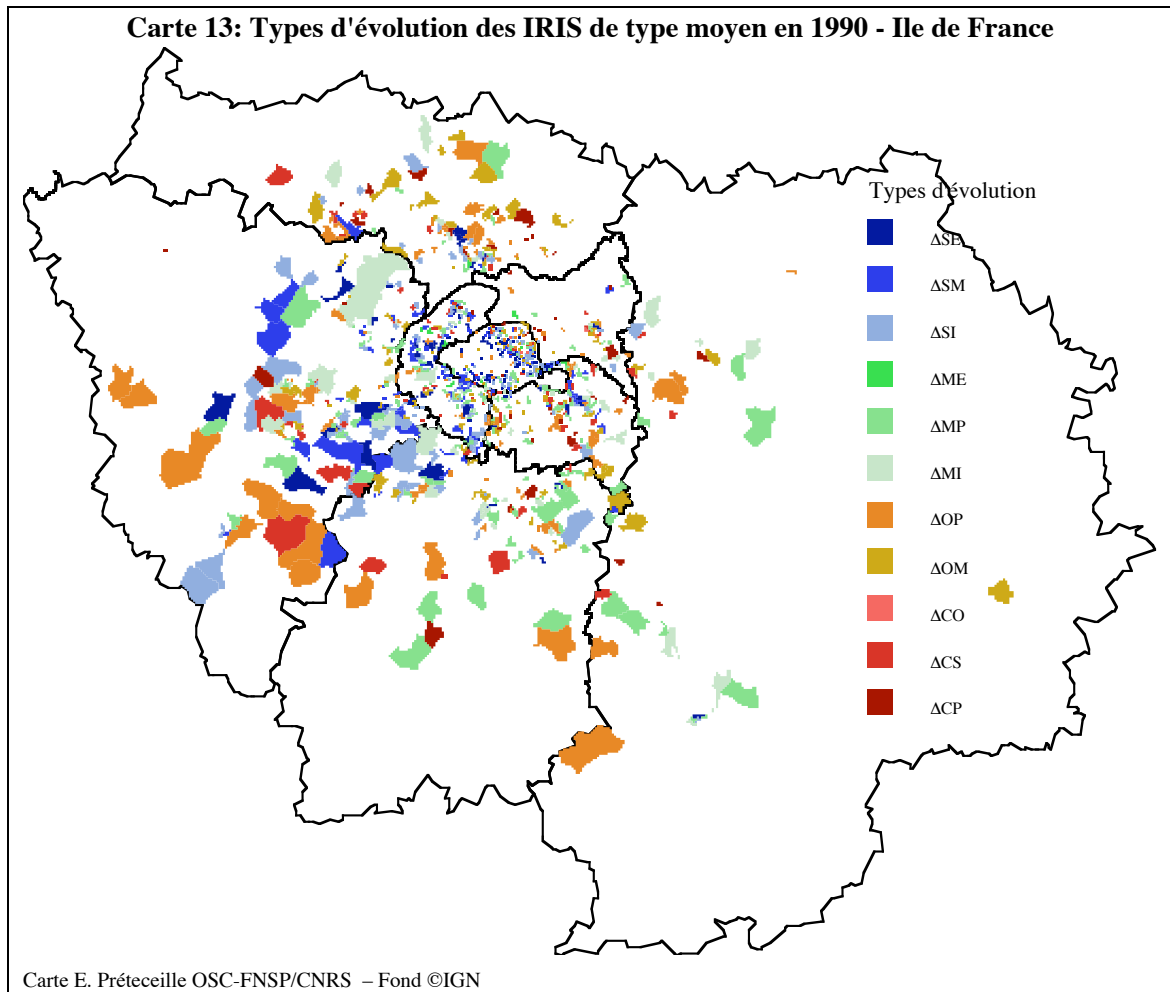 Carte 13: Types d'évolution des IRIS de type moyen en 1990 - Ile de France
Types d'évolution
ΔSE
ΔSM
ΔSI
ΔME
ΔMP
ΔMI
ΔOP
ΔOM
ΔCO
ΔCS
ΔCP
Carte E. Préteceille OSC-FNSP/CNRS – Fond ©IGN